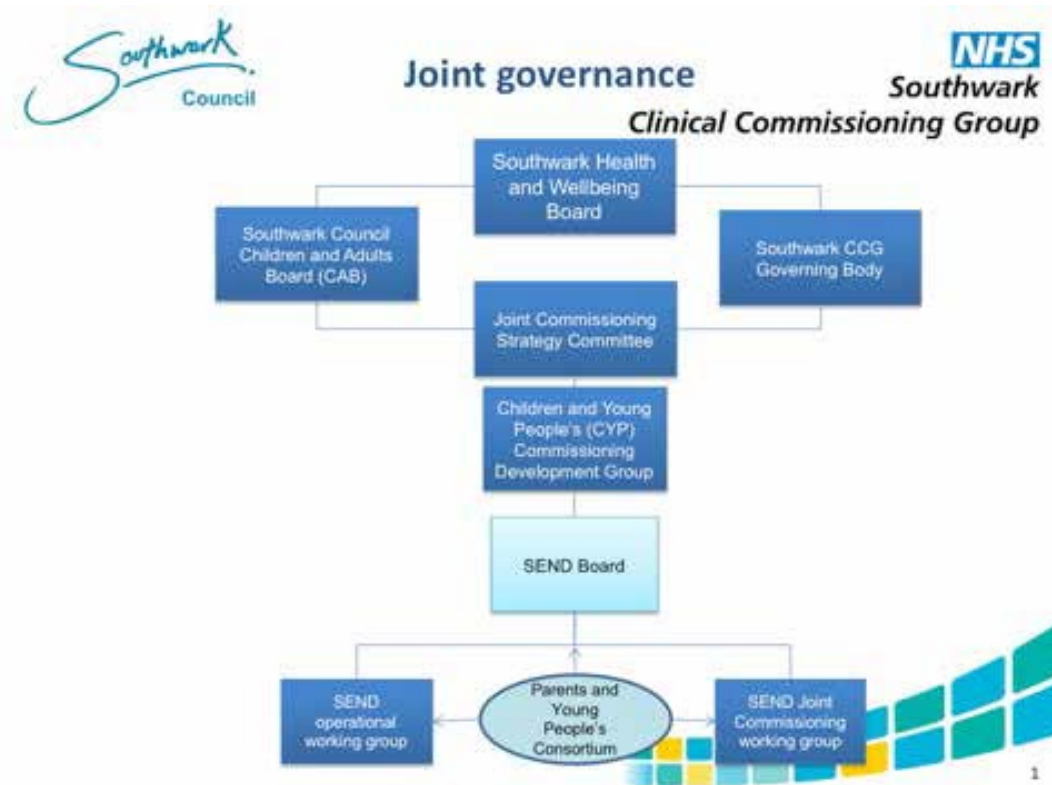 Southwark
Council
Joint governance
NHS
Southwark
Clinical Commissioning Group
Southwark Health
and Wellbeing
Board
Southwark Council
Children and Adults
Board (CAB)
Southwark CCG
Governing Body
Joint Commissioning
Strategy Committee
Children and Young
People's (CYP)
Commissioning
Development Group
SEND Board
SEND
operational
working group
Parents and
Young
People's
Consortium
SEND Joint
Commissioning
working group
1